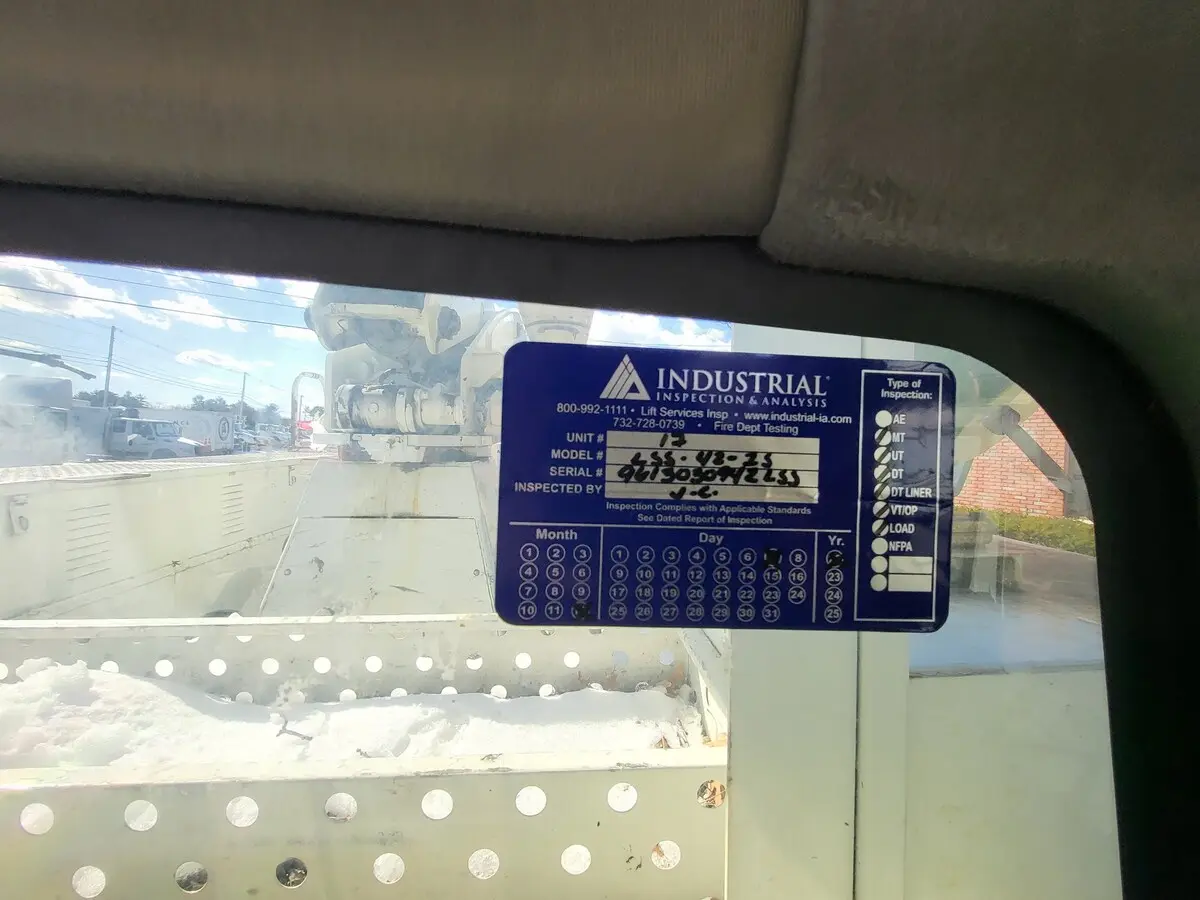 INDUSTRIAL
INSPECTION & ANALYSIS
800-992-1111 • Lift Services Insp • www.industrial-ia.com
732-728-0739 • Fire Dept Testing
UNIT # 17
MODEL # LSS-42-2S
SERIAL #
INSPECTED BY J.C.
Inspection Complies with Applicable Standards
See Dated Report of Inspection
Month
1 2 3
4 5 6
7 8 9
10 11
Day
1 2 3 4 5 6 8
9 10 11 12 13 14 15 16
17 18 19 20 21 22 23 24
25 26 27 28 29 30 31
Yr.
23
24
25
Type of
Inspection:
AE
MT
UT
DT
DT LINER
VT/OP
LOAD
NFPA